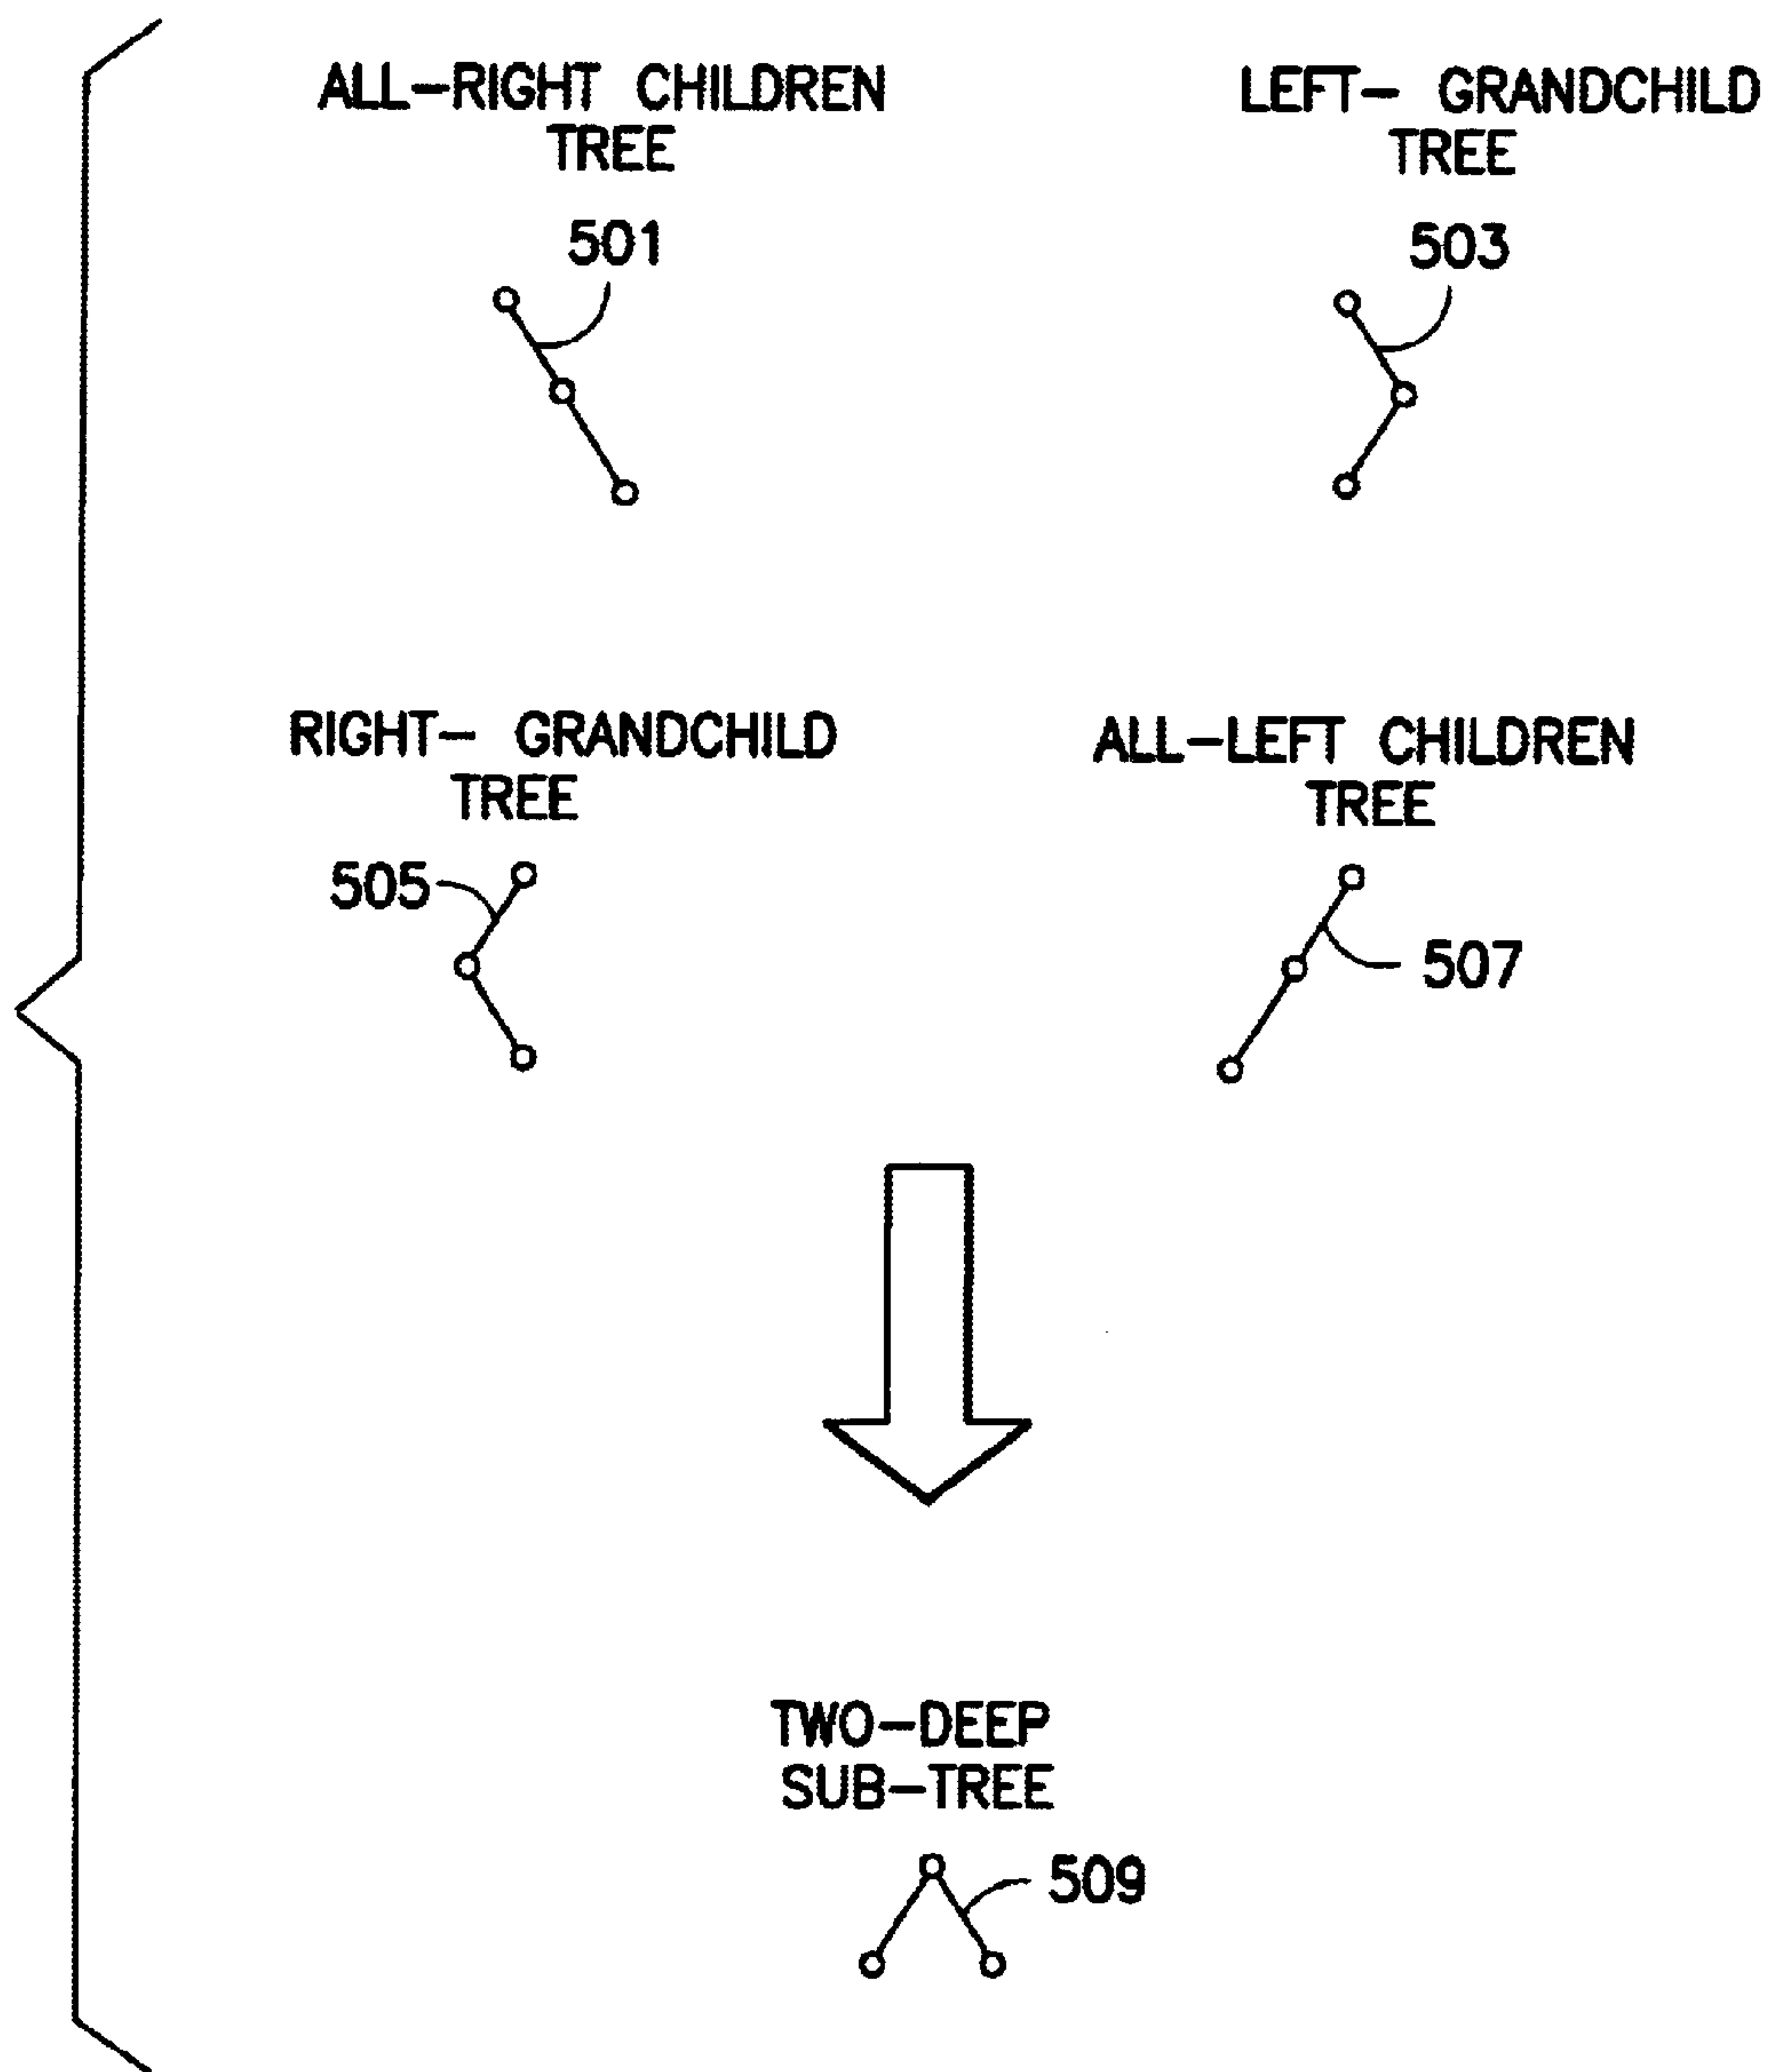 ALL-RIGHT CHILDREN
TREE
501
LEFT- GRANDCHILD
TREE
503
RIGHT- GRANDCHILD
TREE
505
ALL-LEFT CHILDREN
TREE
507
TWO-DEEP
SUB-TREE
509